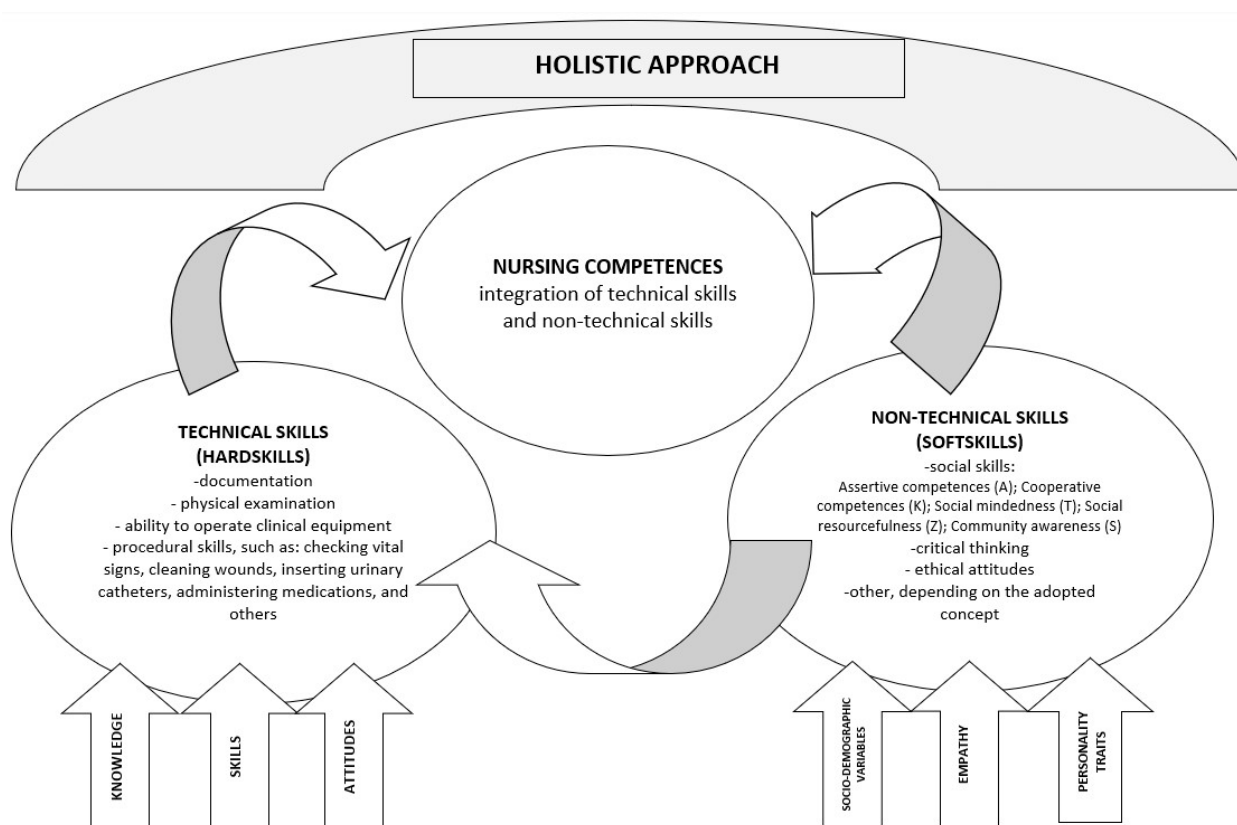 HOLISTIC APPROACH
NURSING COMPETENCES
integration of technical skills
and non-technical skills
TECHNICAL SKILLS
(HARDSKILLS)
-documentation
- physical examination
- ability to operate clinical equipment
- procedural skills, such as: checking vital
signs, cleaning wounds, inserting urinary
catheters, administering medications, and
others
NON-TECHNICAL SKILLS
(SOFTSKILLS)
-social skills:
Assertive competences (A); Cooperative
competences (K); Social mindedness (T); Social
resourcefulness (Z); Community awareness (S)
-critical thinking
- ethical attitudes
-other, depending on the adopted
concept
KNOWLEDGE
SKILLS
ATTITUDES
SOCIO-DEMOGRAPHIC
VARIABLES
EMPATHY
PERSONALITY
TRAITS